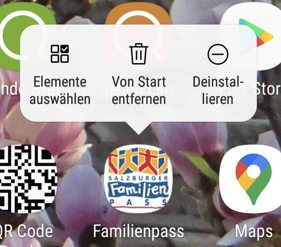 Elemente
auswählen
Von Start
entfernen
Deinstal-
lieren
SALZBURGER
Familien
PASS
QR Code
Familienpass
Maps